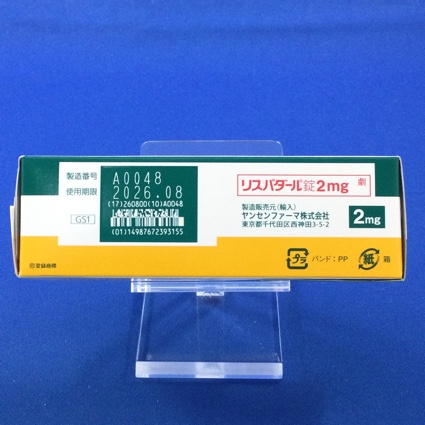 製造番号 A0048
使用期限 2026.08
(17)260800(10)A0048
GS1
(01)14987672393155
リスパダール錠2mg 劇
製造販売元(輸入)
ヤンセンファーマ株式会社
東京都千代田区西神田3-5-2
2mg
Ⓡ登録商標
プラ バンド:PP 紙 箱